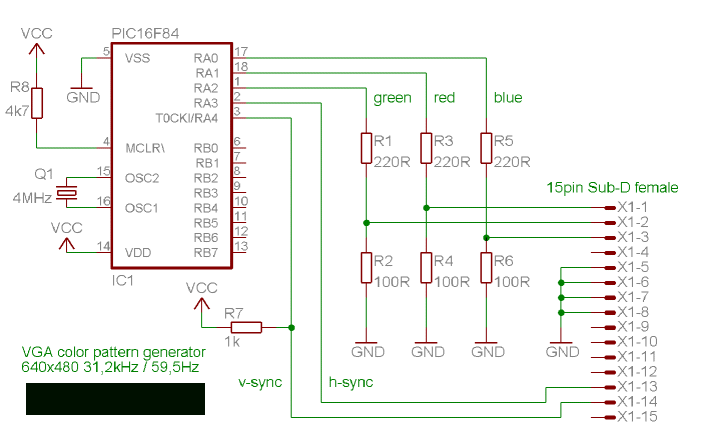 VCC
PIC16F84
5 VSS RA0 17
RA1 18
RA2 1
RA3 2
T0CKI/RA4 3
R8
4k7
GND
green red blue
4 MCLR\ RB0 6
RB1 7
15 OSC2 RB2 8
RB3 9
16 OSC1 RB4 10
RB5 11
RB6 12
14 VDD RB7 13
Q1
4MHz
VCC
IC1
R1 R3 R5
220R 220R 220R
15pin Sub-D female
X1-1
X1-2
X1-3
X1-4
X1-5
X1-6
X1-7
X1-8
X1-9
X1-10
X1-11
X1-12
X1-13
X1-14
X1-15
R2 R4 R6
100R 100R 100R
GND GND GND GND
VCC
R7
1k
VGA color pattern generator
640x480 31,2kHz / 59,5Hz
v-sync h-sync